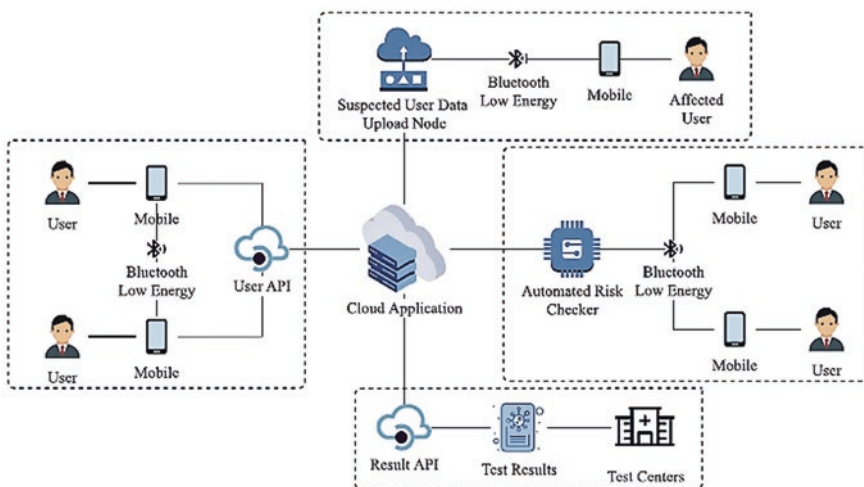 Suspected User Data
Upload Node
Bluetooth
Low Energy
Mobile
Affected
User
User
Mobile
Bluetooth
Low Energy
User API
User
Mobile
Cloud Application
Automated Risk
Checker
Bluetooth
Low Energy
Mobile
User
Mobile
User
Result API
Test Results
Test Centers